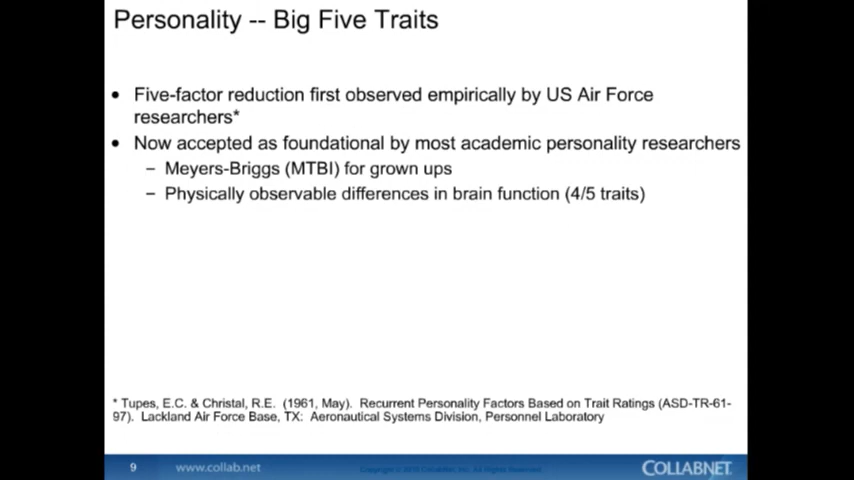 Personality -- Big Five Traits
• Five-factor reduction first observed empirically by US Air Force
researchers*
• Now accepted as foundational by most academic personality researchers
– Meyers-Briggs (MTBI) for grown ups
– Physically observable differences in brain function (4/5 traits)
* Tupes, E.C. & Christal, R.E. (1961, May). Recurrent Personality Factors Based on Trait Ratings (ASD-TR-61-
97). Lackland Air Force Base, TX: Aeronautical Systems Division, Personnel Laboratory
9 www.collab.net COLLABNET